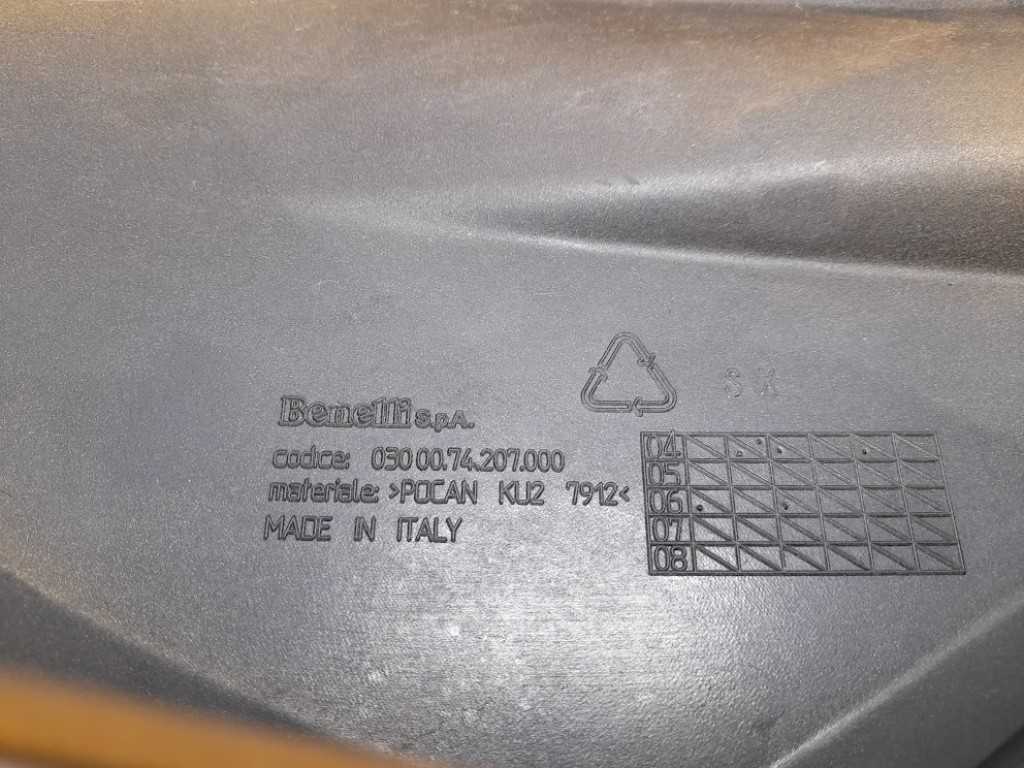 SX
Benelli S.p.A.
codice: 030 00.74.207.000
materiale: >POCAN KU2 7912<
MADE IN ITALY
04
05
06
07
08